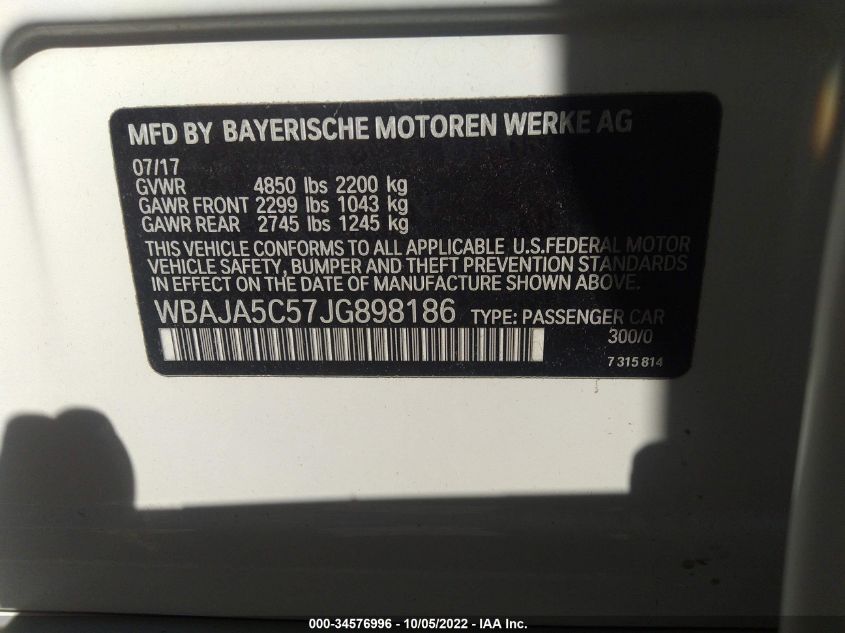 MFD BY BAYERISCHE MOTOREN WERKE AG
07/17
GVWR 4850 lbs 2200 kg
GAWR FRONT 2299 lbs 1043 kg
GAWR REAR 2745 lbs 1245 kg
THIS VEHICLE CONFORMS TO ALL APPLICABLE U.S.FEDERAL MOTOR
VEHICLE SAFETY, BUMPER AND THEFT PREVENTION STANDARDS
IN EFFECT ON THE DATE OF MANUFACTURE SHOWN ABOVE.
WBAJA5C57JG898186 TYPE: PASSENGER CAR
300/0
7 315 814
000-34576996 - 10/05/2022 - IAA Inc.